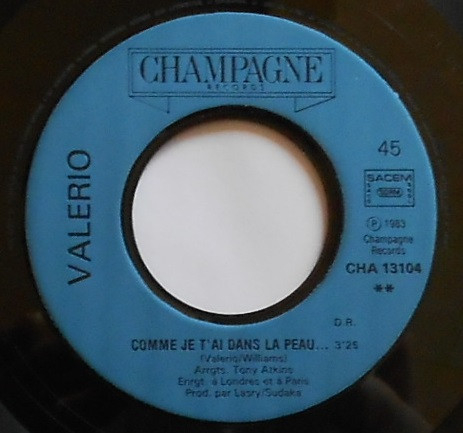 CHAMPAGNE
RECORDS
VALERIO
45
SACEM
℗ 1983
Champagne
Records
CHA 13104
**
D.R.
COMME JE T'AI DANS LA PEAU... 3'26
(Valerio/Williams)
Arrgts. Tony Atkins
Enrgt. à Londres et à Paris
Prod. par Lasry/Sudaka